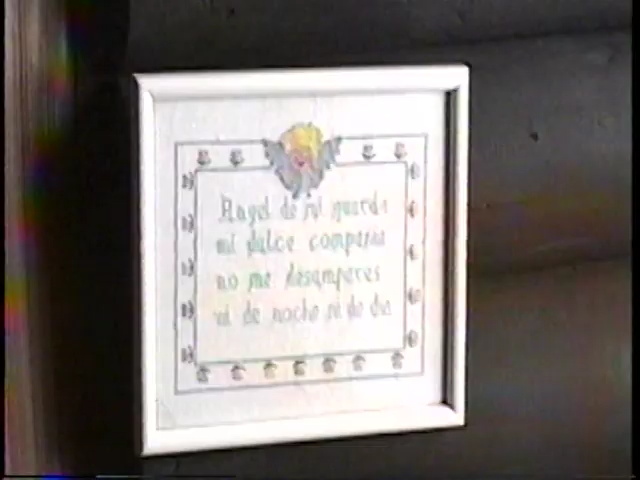 Angel de mi guarda
mi dulce compañia
no me desampares
ni de noche ni de dia